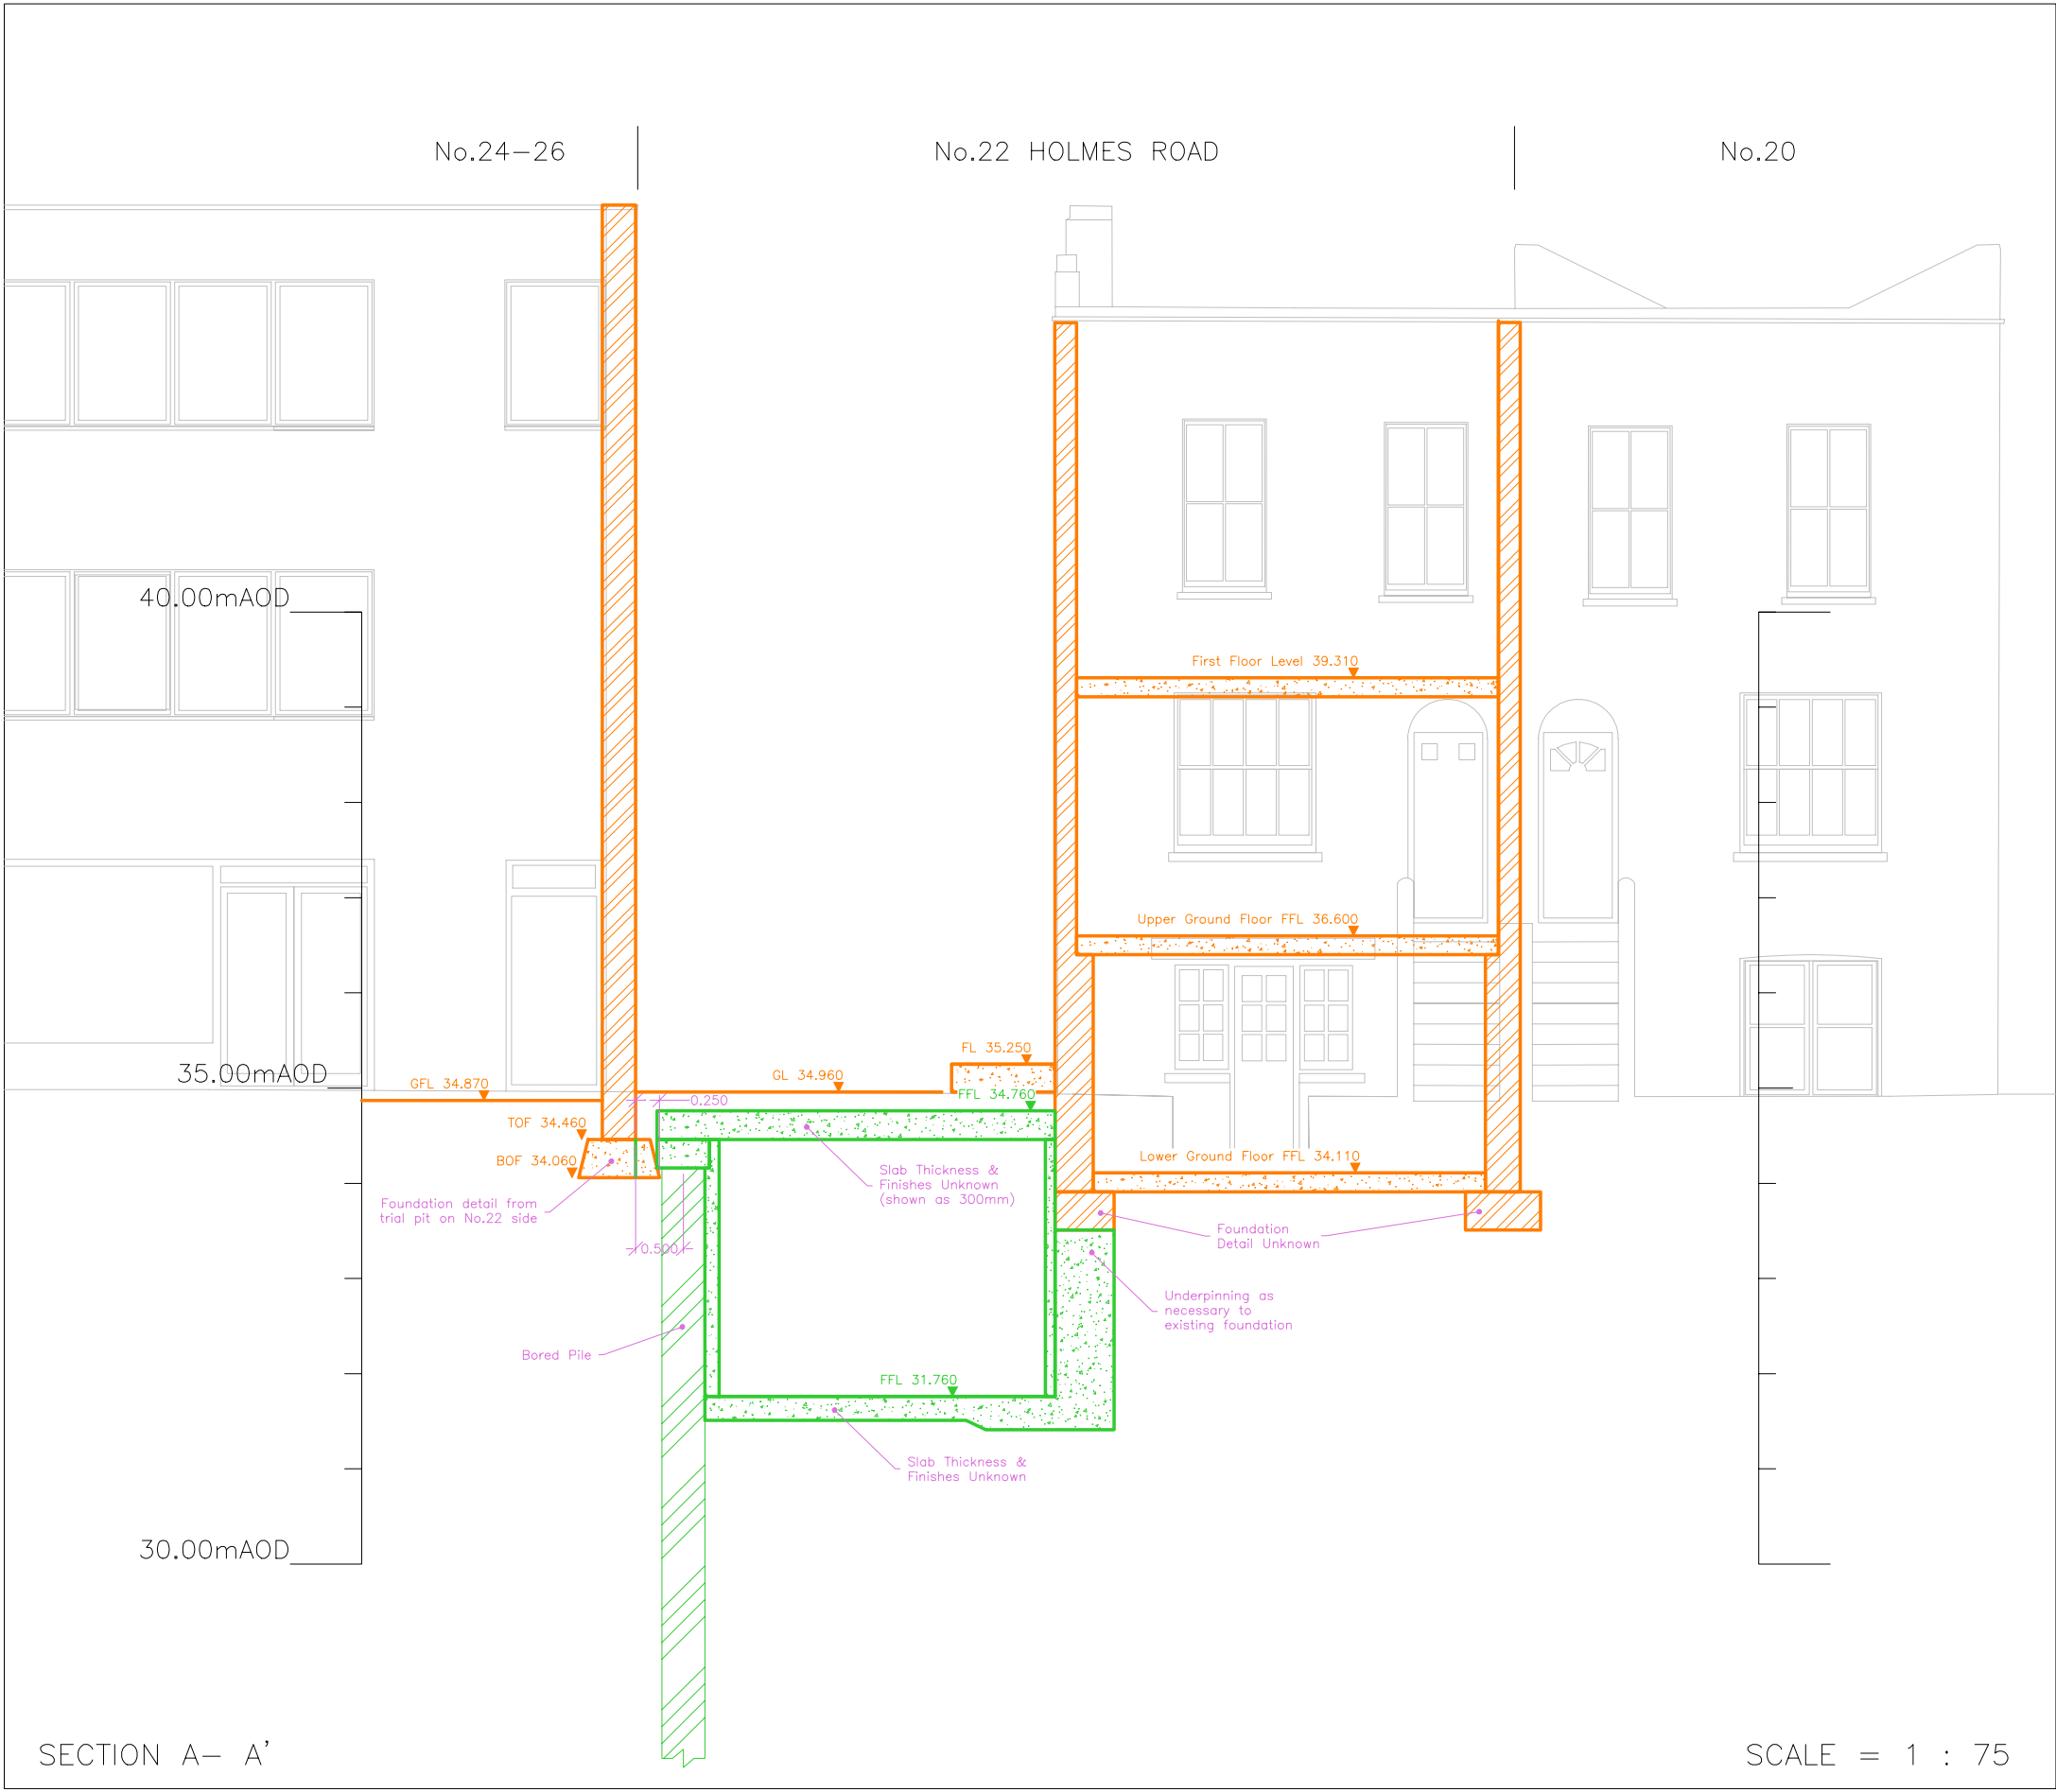 No.24-26
No.22 HOLMES ROAD
No.20
40.00mAOD
First Floor Level 39.310
Upper Ground Floor FFL 36.600
35.00mAOD
GFL 34.870
GL 34.960
FL 35.250
FFL 34.760
0.250
TOF 34.460
BOF 34.060
Lower Ground Floor FFL 34.110
Slab Thickness &
Finishes Unknown
(shown as 300mm)
Foundation detail from
trial pit on No.22 side
0.500
Foundation
Detail Unknown
Underpinning as
necessary to
existing foundation
Bored Pile
FFL 31.760
Slab Thickness &
Finishes Unknown
30.00mAOD
SECTION A- A'
SCALE = 1 : 75